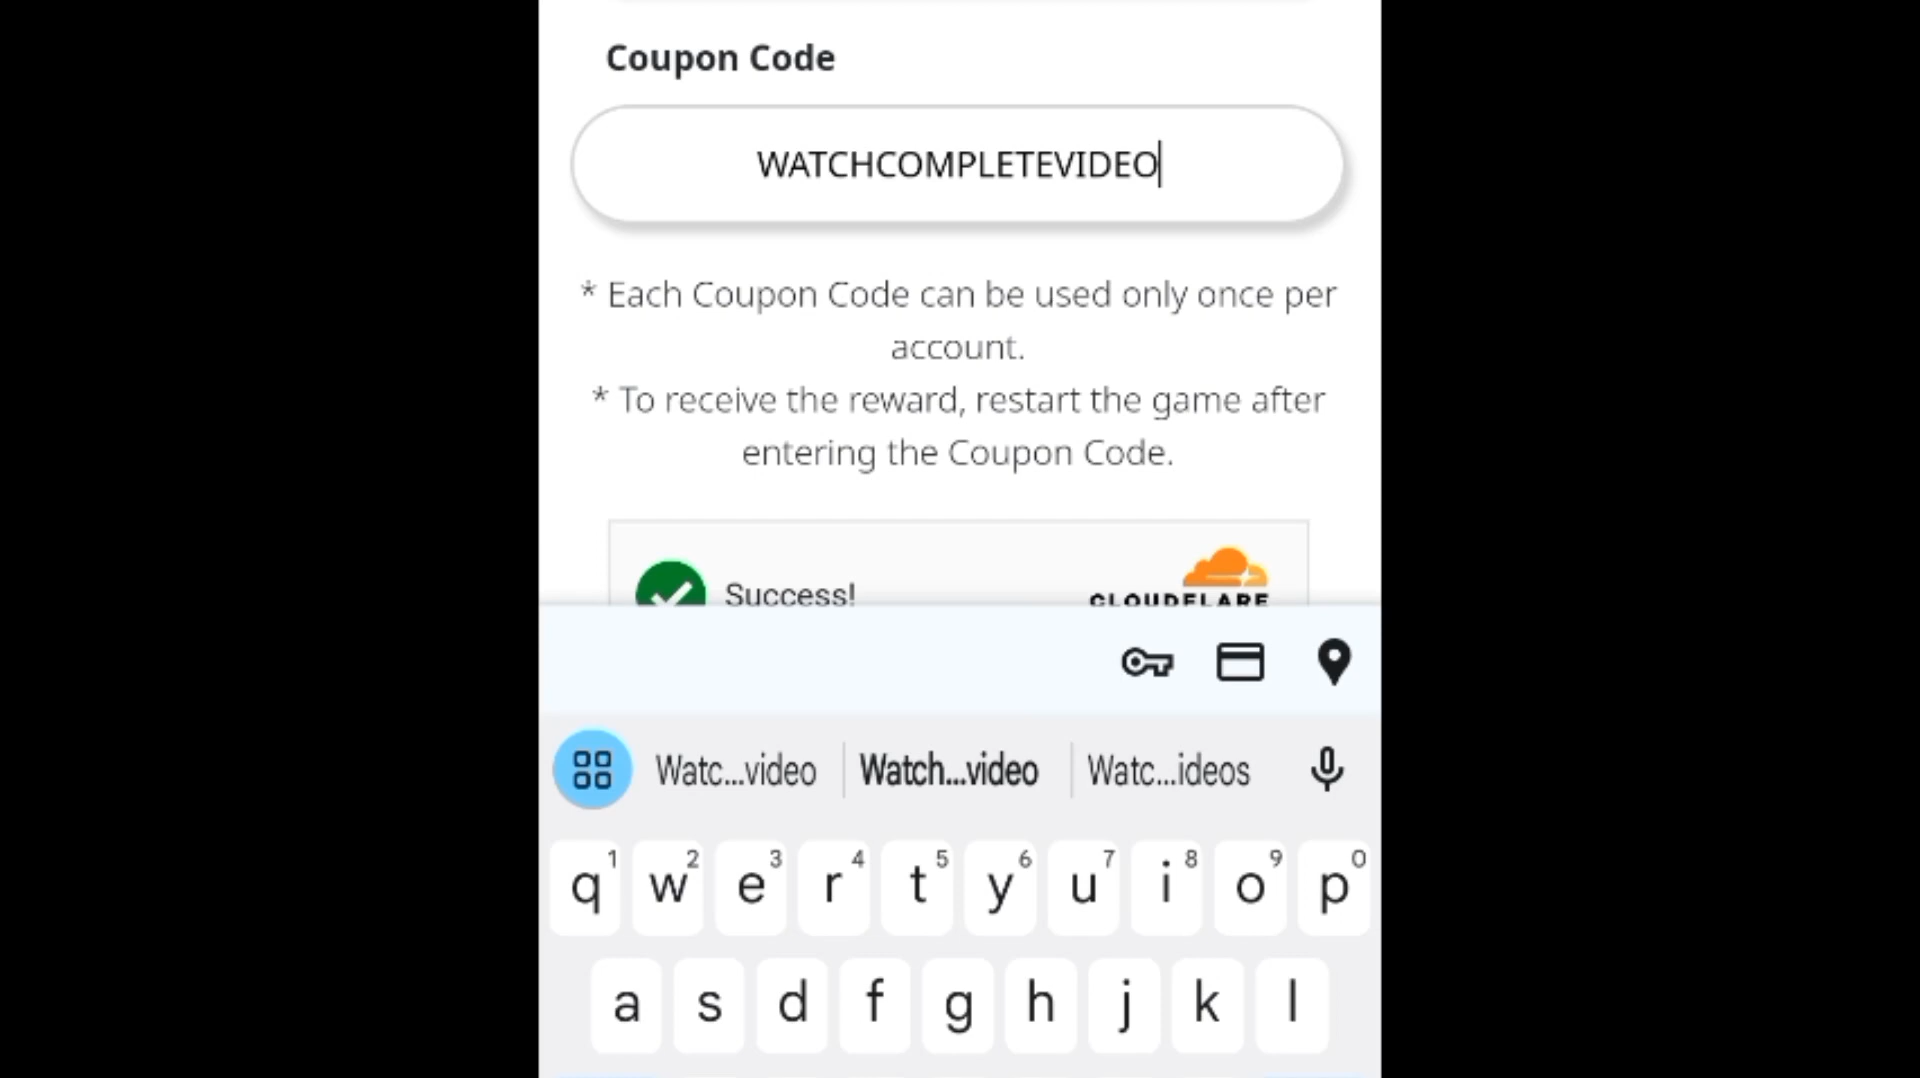 Coupon Code
WATCHCOMPLETEVIDEO
* Each Coupon Code can be used only once per
account.
* To receive the reward, restart the game after
entering the Coupon Code.
Success!
CLOUDFLARE
Watc...video Watch...video Watc...ideos
1 2 3 4 5 6 7 8 9 0
q w e r t y u i o p
a s d f g h j k l